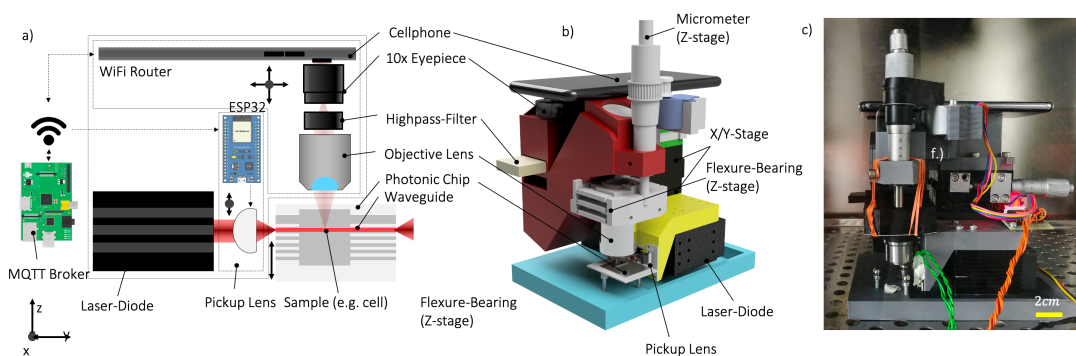 a)
WiFi Router
ESP32
MQTT Broker
Laser-Diode
Pickup Lens
Sample (e.g. cell)
z
y
x
Cellphone
10x Eyepiece
Highpass-Filter
Objective Lens
Photonic Chip
Waveguide
b)
Micrometer
(Z-stage)
X/Y-Stage
Flexure-Bearing
(Z-stage)
Flexure-Bearing
(Z-stage)
Laser-Diode
Pickup Lens
c)
f.)
2cm